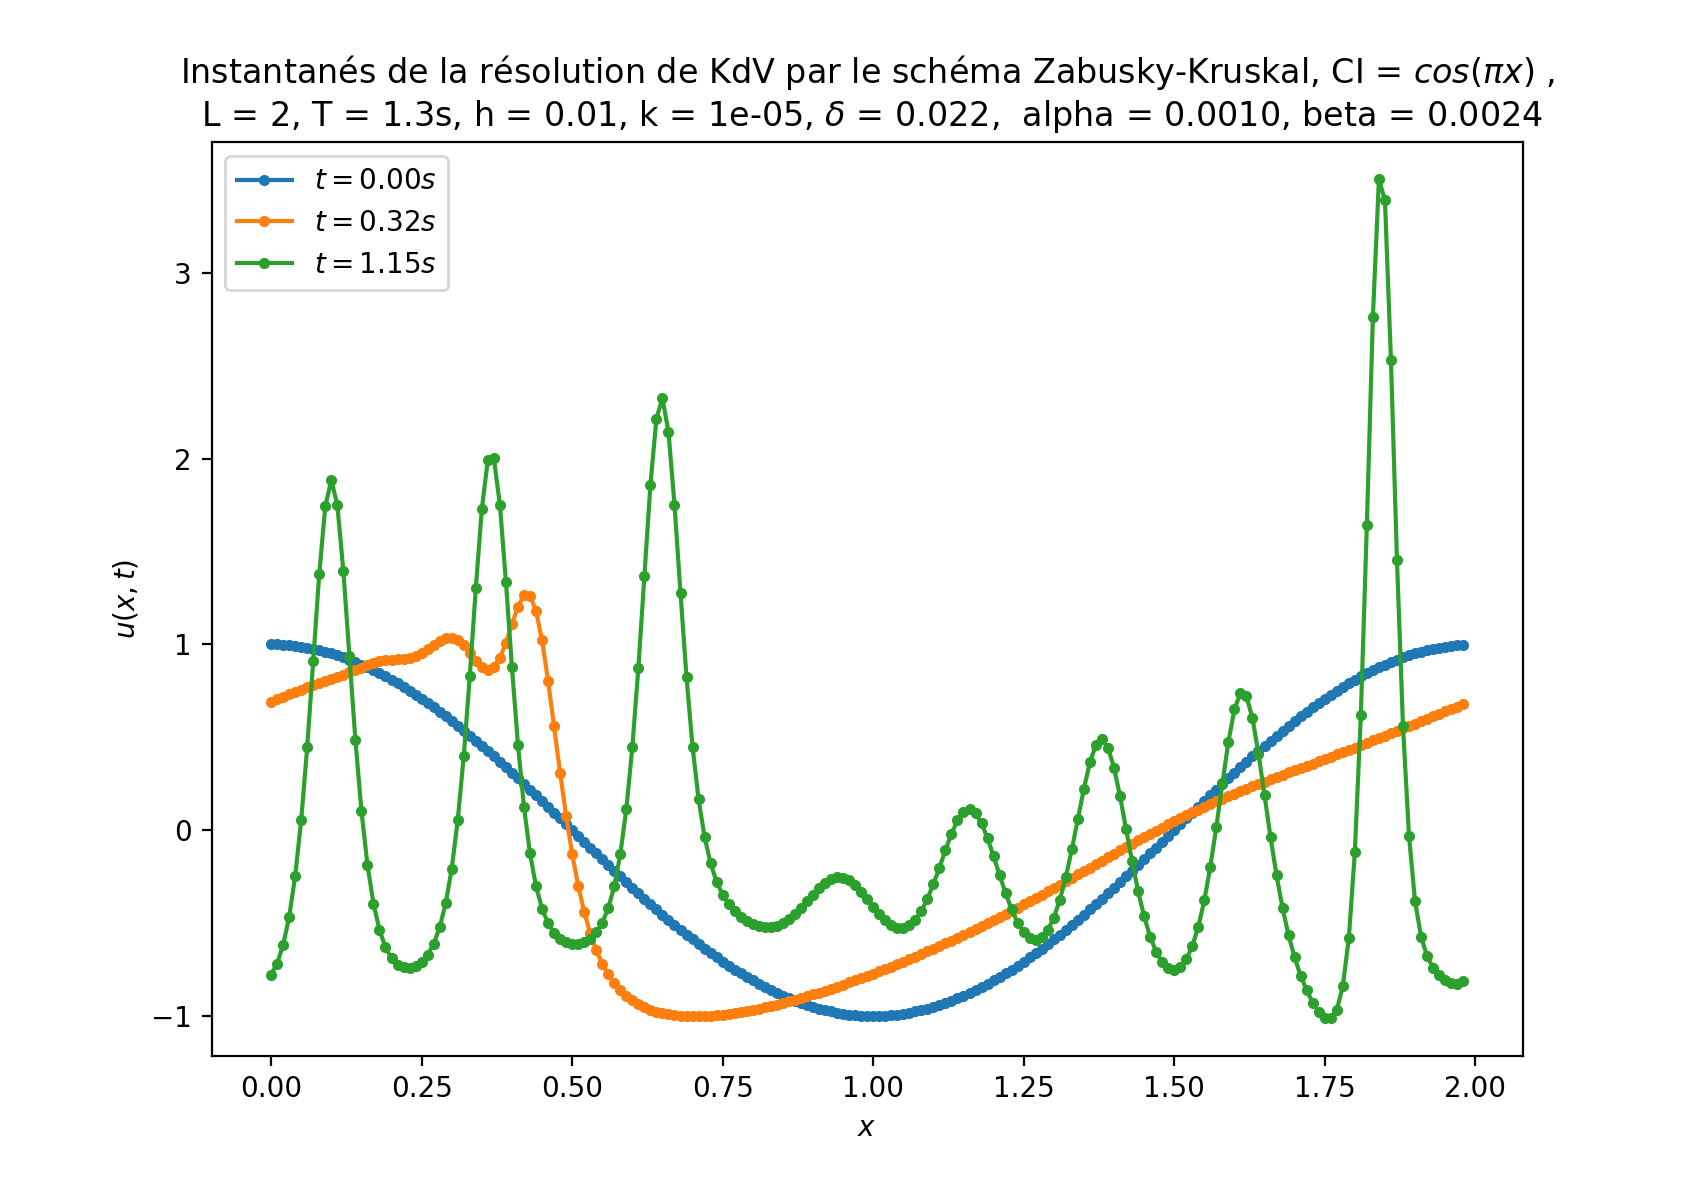 Instantanés de la résolution de KdV par le schéma Zabusky-Kruskal, CI = cos(πx) ,
L = 2, T = 1.3s, h = 0.01, k = 1e-05, δ = 0.022,  alpha = 0.0010, beta = 0.0024
t = 0.00s
t = 0.32s
t = 1.15s
3
2
1
0
−1
u(x, t)
0.00 0.25 0.50 0.75 1.00 1.25 1.50 1.75 2.00
x